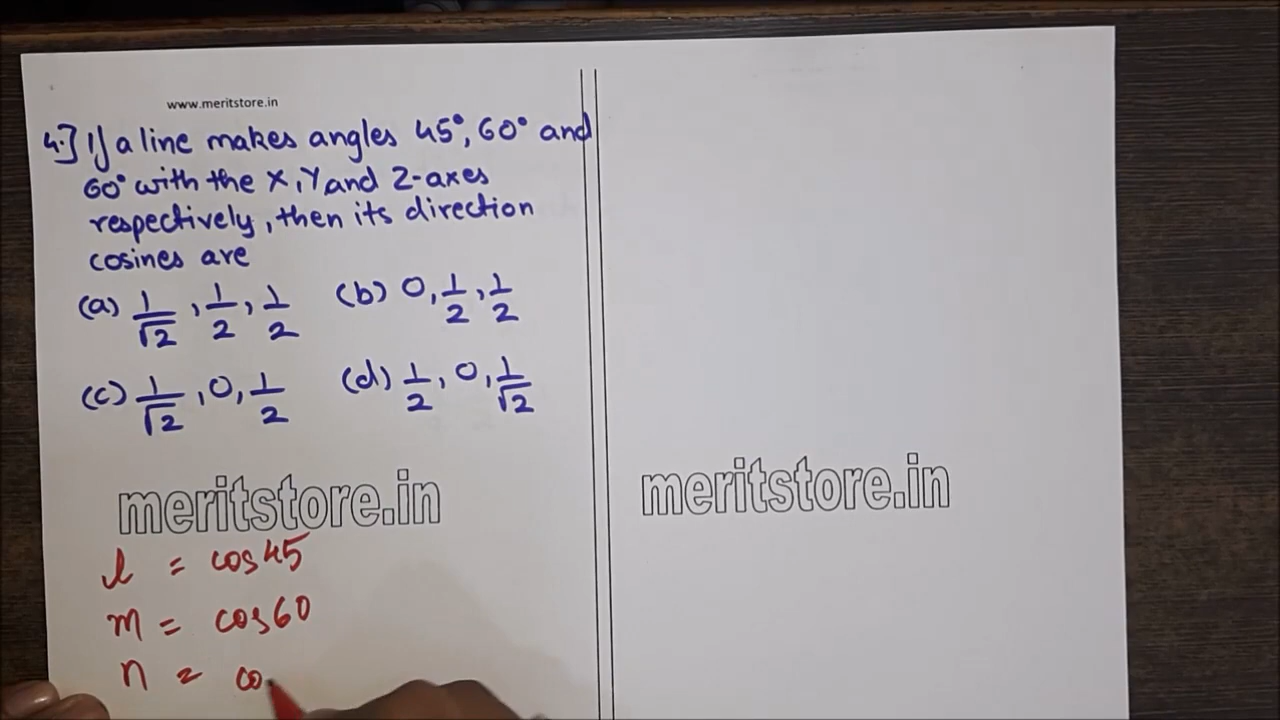 www.meritstore.in
4.] If a line makes angles 45°, 60° and
60° with the X, Y and Z-axes
respectively, then its direction
cosines are
(a) 1/√2, 1/2, 1/2 (b) 0, 1/2, 1/2
(c) 1/√2, 0, 1/2 (d) 1/2, 0, 1/√2
meritstore.in
meritstore.in
l = cos 45
m = cos 60
n = co